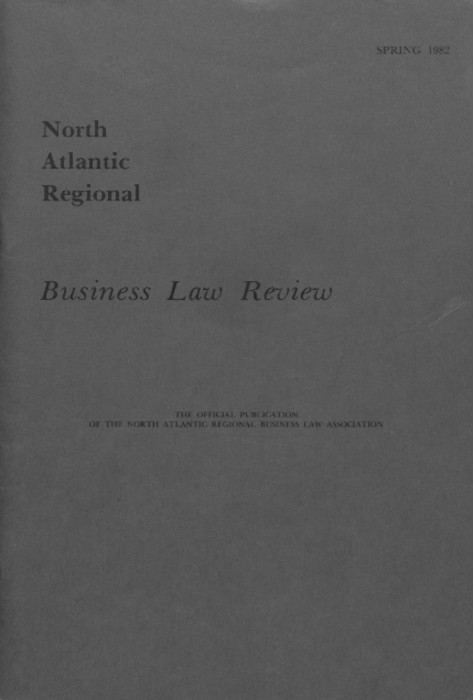 SPRING 1982
North
Atlantic
Regional
Business Law Review
THE OFFICIAL PUBLICATION
OF THE NORTH ATLANTIC REGIONAL BUSINESS LAW ASSOCIATION